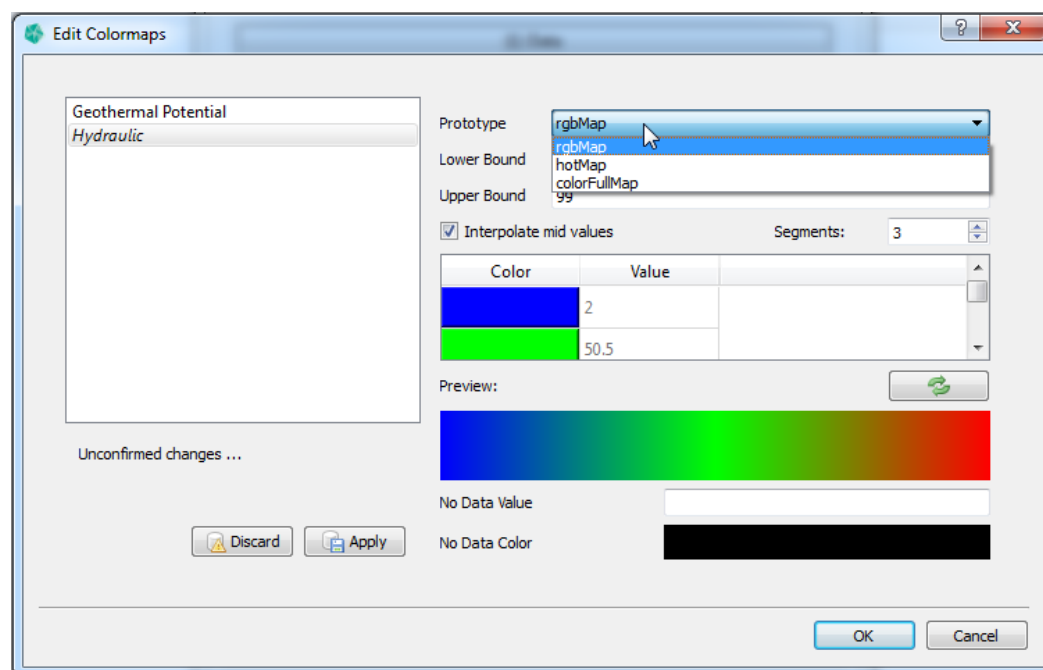 Edit Colormaps
Geothermal Potential
Hydraulic
Unconfirmed changes ...
Discard
Apply
Prototype
rgbMap
rgbMap
hotMap
colorFullMap
Lower Bound
Upper Bound
99
Interpolate mid values
Segments:
3
Color
Value
2
50.5
Preview:
No Data Value
No Data Color
OK
Cancel